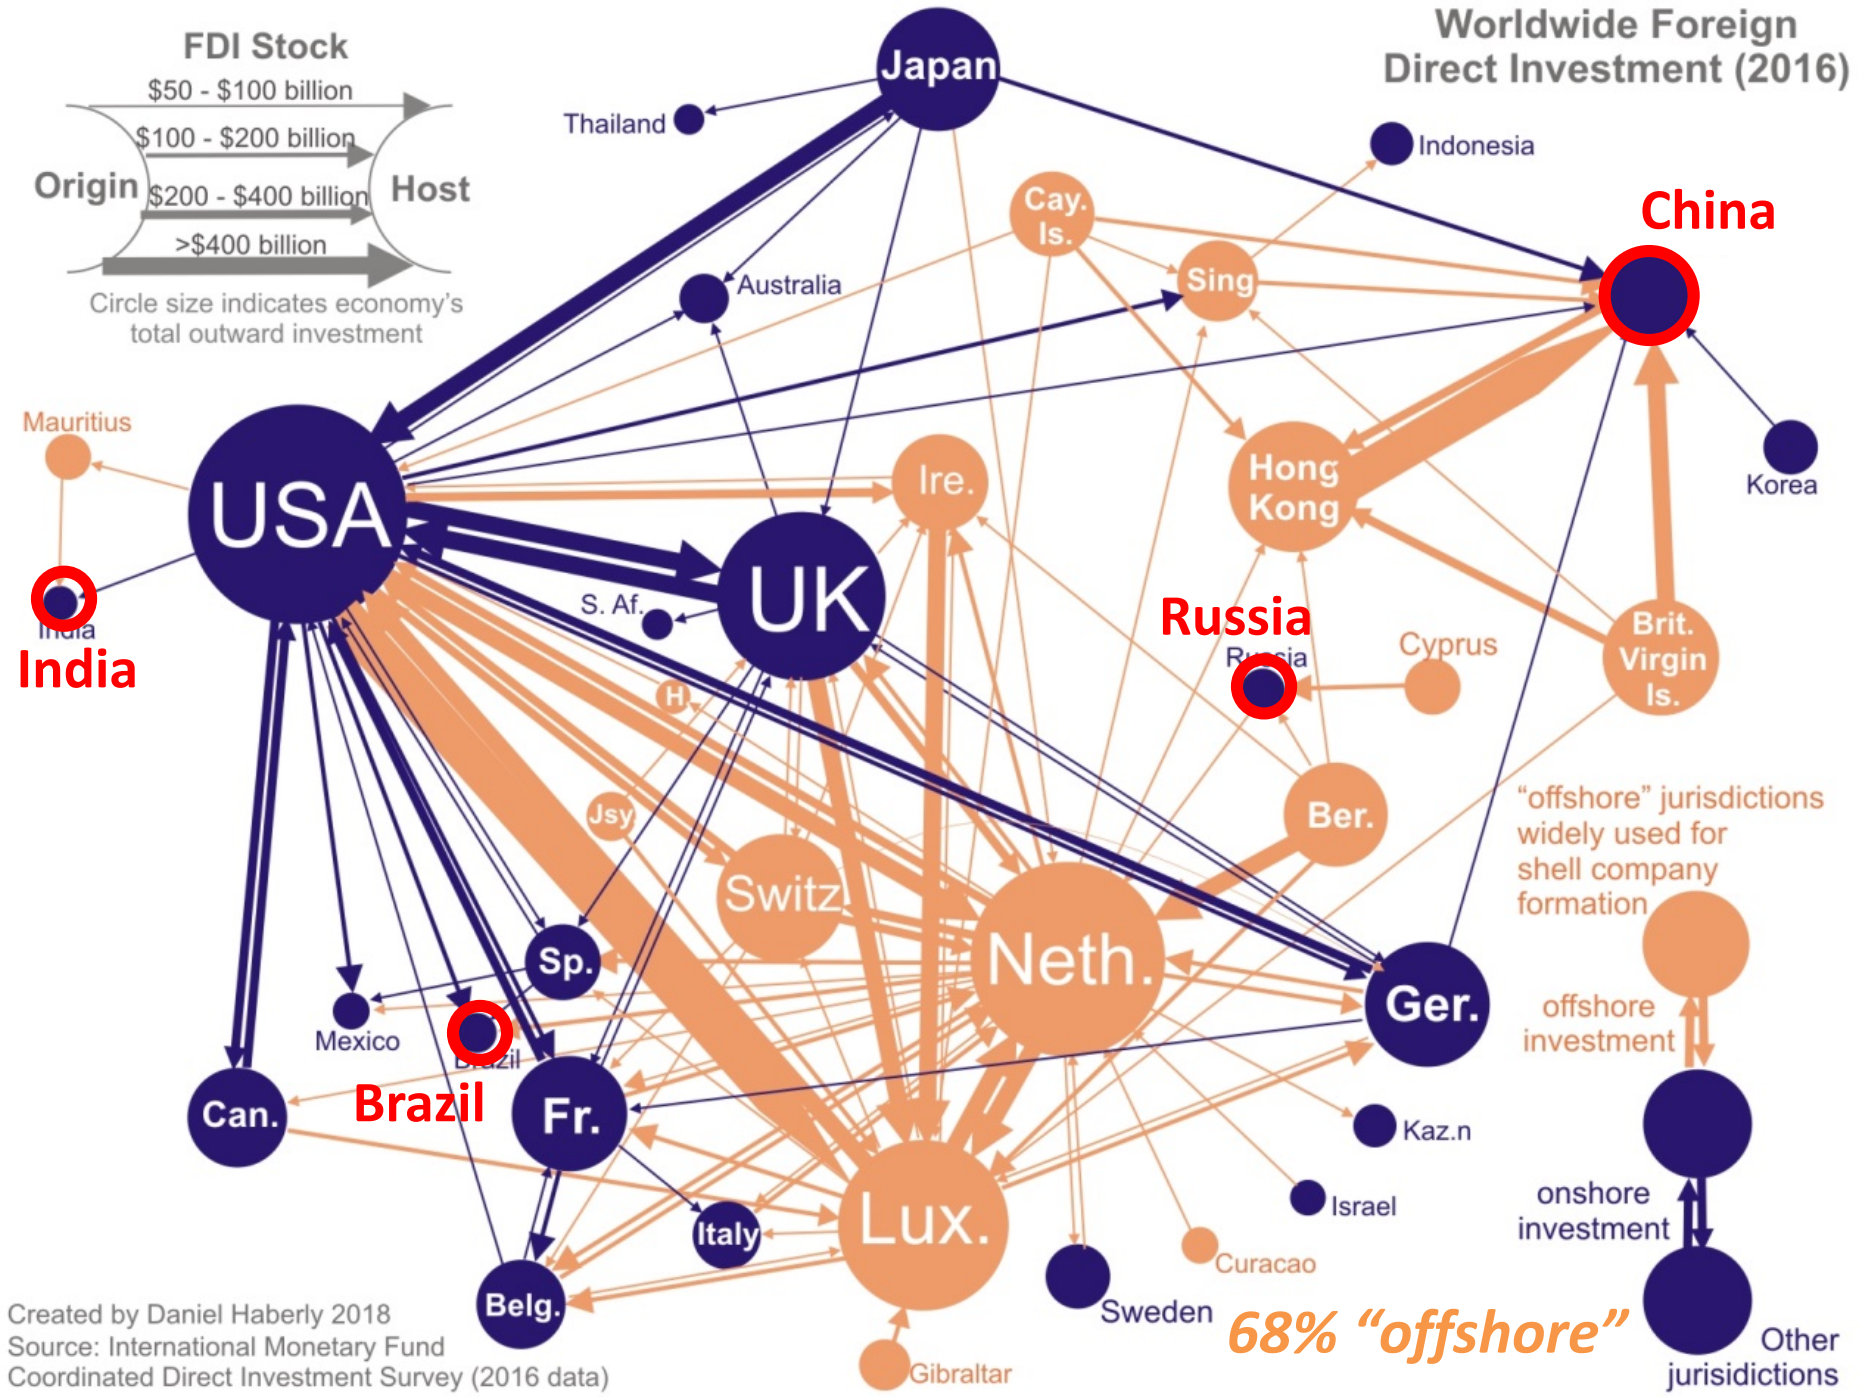 Worldwide Foreign
Direct Investment (2016)
FDI Stock
$50 - $100 billion
$100 - $200 billion
$200 - $400 billion
>$400 billion
Origin
Host
Circle size indicates economy's
total outward investment
Japan
Thailand
Indonesia
Cay.
Is.
China
Sing
Australia
Mauritius
USA
Ire.
Hong
Kong
Korea
UK
S. Af.
India
India
Russia
Russia
Cyprus
Brit.
Virgin
Is.
H
Jsy.
Ber.
Switz
"offshore" jurisdictions
widely used for
shell company
formation
Sp.
Neth.
Ger.
Mexico
Brazil
Brazil
offshore
investment
Can.
Fr.
Kaz.n
Lux.
Italy
Israel
onshore
investment
Curacao
Belg.
Sweden
68% "offshore"
Gibraltar
Other
jurisidictions
Created by Daniel Haberly 2018
Source: International Monetary Fund
Coordinated Direct Investment Survey (2016 data)